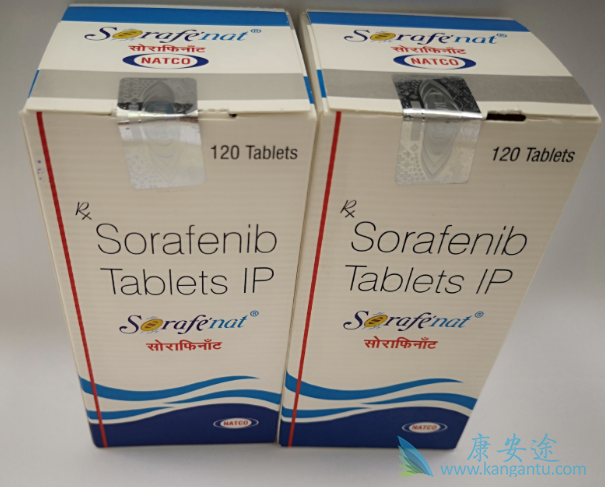 Sorafenat®
सोराफिनॅट
NATCO
120 Tablets
Rx
Sorafenib
Tablets IP
Sorafenat®
सोराफिनॅट
NATCO
Sorafenat®
सोराफिनॅट
NATCO
120 Tablets
Rx
Sorafenib
Tablets IP
Sorafenat®
सोराफिनॅट
NATCO
康安途
www.kangantu.com